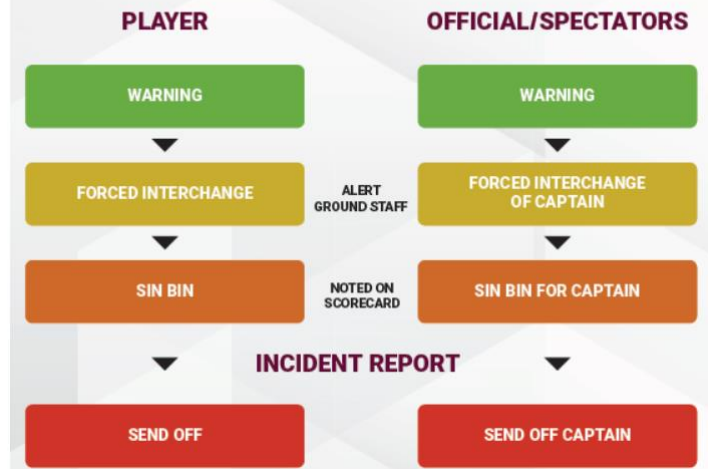 PLAYER
OFFICIAL/SPECTATORS
WARNING
WARNING
FORCED INTERCHANGE
ALERT
GROUND STAFF
FORCED INTERCHANGE
OF CAPTAIN
SIN BIN
NOTED ON
SCORECARD
SIN BIN FOR CAPTAIN
INCIDENT REPORT
SEND OFF
SEND OFF CAPTAIN